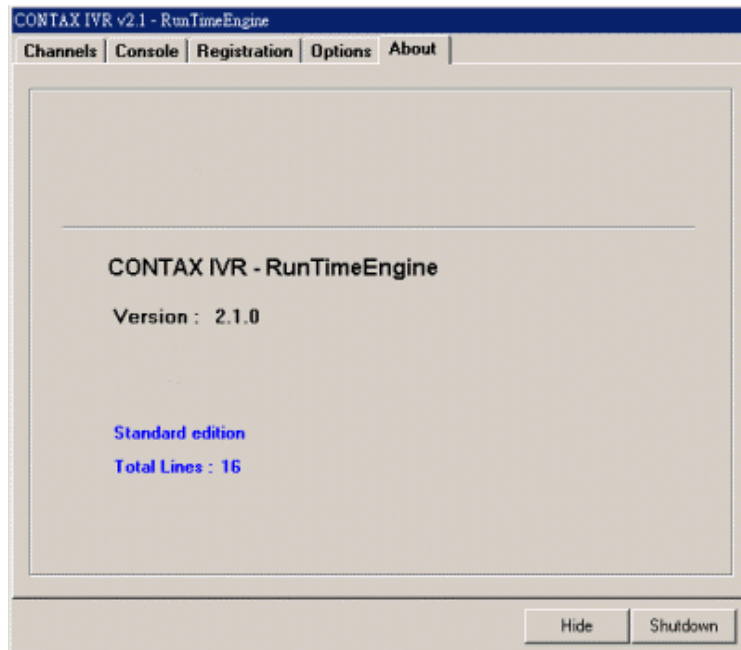 CONTAX IVR v2.1 - RunTimeEngine
Channels Console Registration Options About
CONTAX IVR - RunTimeEngine
Version : 2.1.0
Standard edition
Total Lines : 16
Hide Shutdown